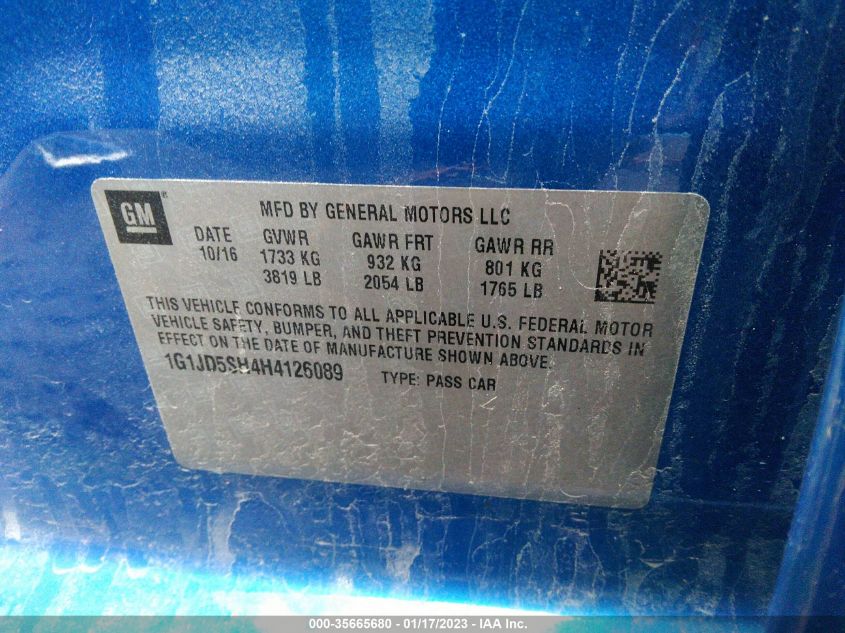 GM
MFD BY GENERAL MOTORS LLC
DATE GVWR GAWR FRT GAWR RR
10/16 1733 KG 932 KG 801 KG
3819 LB 2054 LB 1765 LB
THIS VEHICLE CONFORMS TO ALL APPLICABLE U.S. FEDERAL MOTOR
VEHICLE SAFETY, BUMPER, AND THEFT PREVENTION STANDARDS IN
EFFECT ON THE DATE OF MANUFACTURE SHOWN ABOVE.
1G1JD5SH4H4126089 TYPE: PASS CAR
000-35665680 - 01/17/2023 - © IAA Inc.